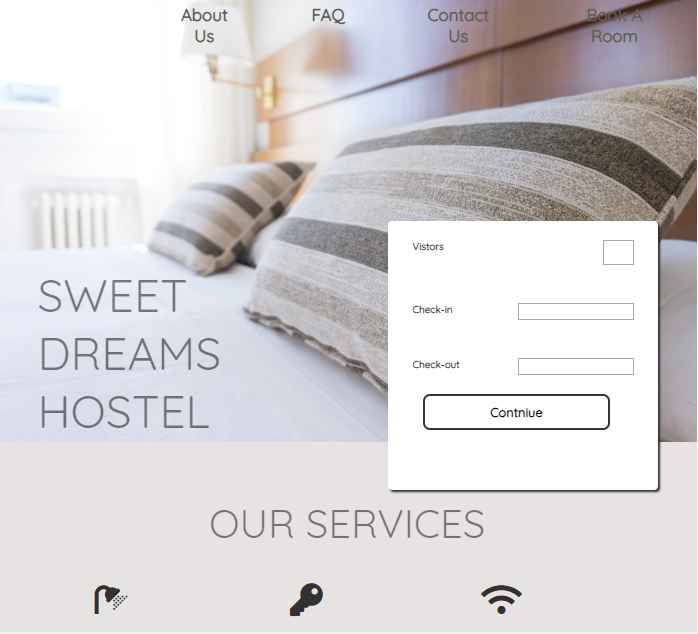 About
Us
FAQ
Contact
Us
Book A
Room
SWEET
DREAMS
HOSTEL
Vistors
Check-in
Check-out
Contniue
OUR SERVICES